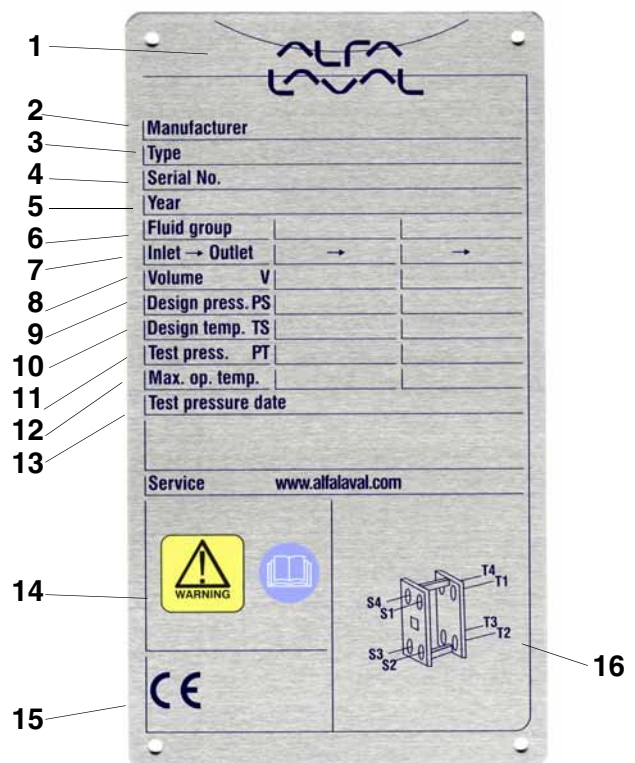 1
ALFA
LAVAL
2 Manufacturer
3 Type
4 Serial No.
5 Year
6 Fluid group
7 Inlet → Outlet → →
8 Volume V
9 Design press. PS
10 Design temp. TS
11 Test press. PT
12 Max. op. temp.
13 Test pressure date
Service www.alfalaval.com
14
WARNING
T4
T1
S4
S1
T3
T2
S3
S2
16
15 CE